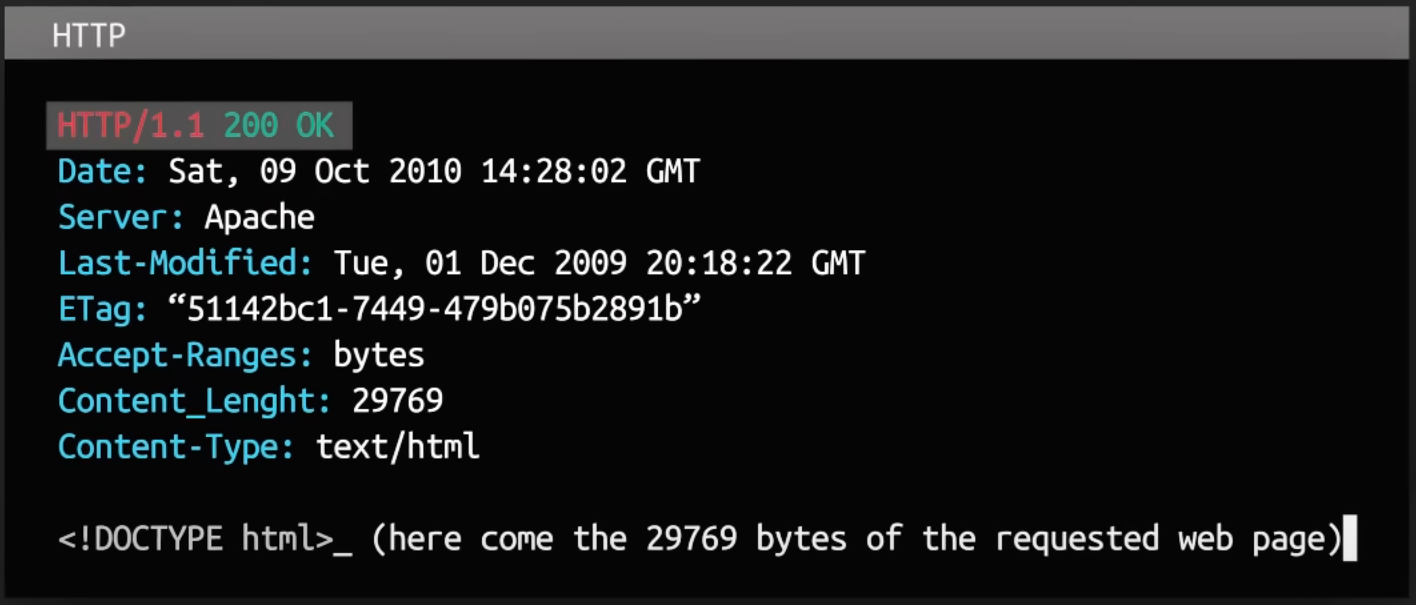 HTTP
HTTP/1.1 200 OK
Date: Sat, 09 Oct 2010 14:28:02 GMT
Server: Apache
Last-Modified: Tue, 01 Dec 2009 20:18:22 GMT
ETag: “51142bc1-7449-479b075b2891b”
Accept-Ranges: bytes
Content_Lenght: 29769
Content-Type: text/html
<!DOCTYPE html>_ (here come the 29769 bytes of the requested web page)